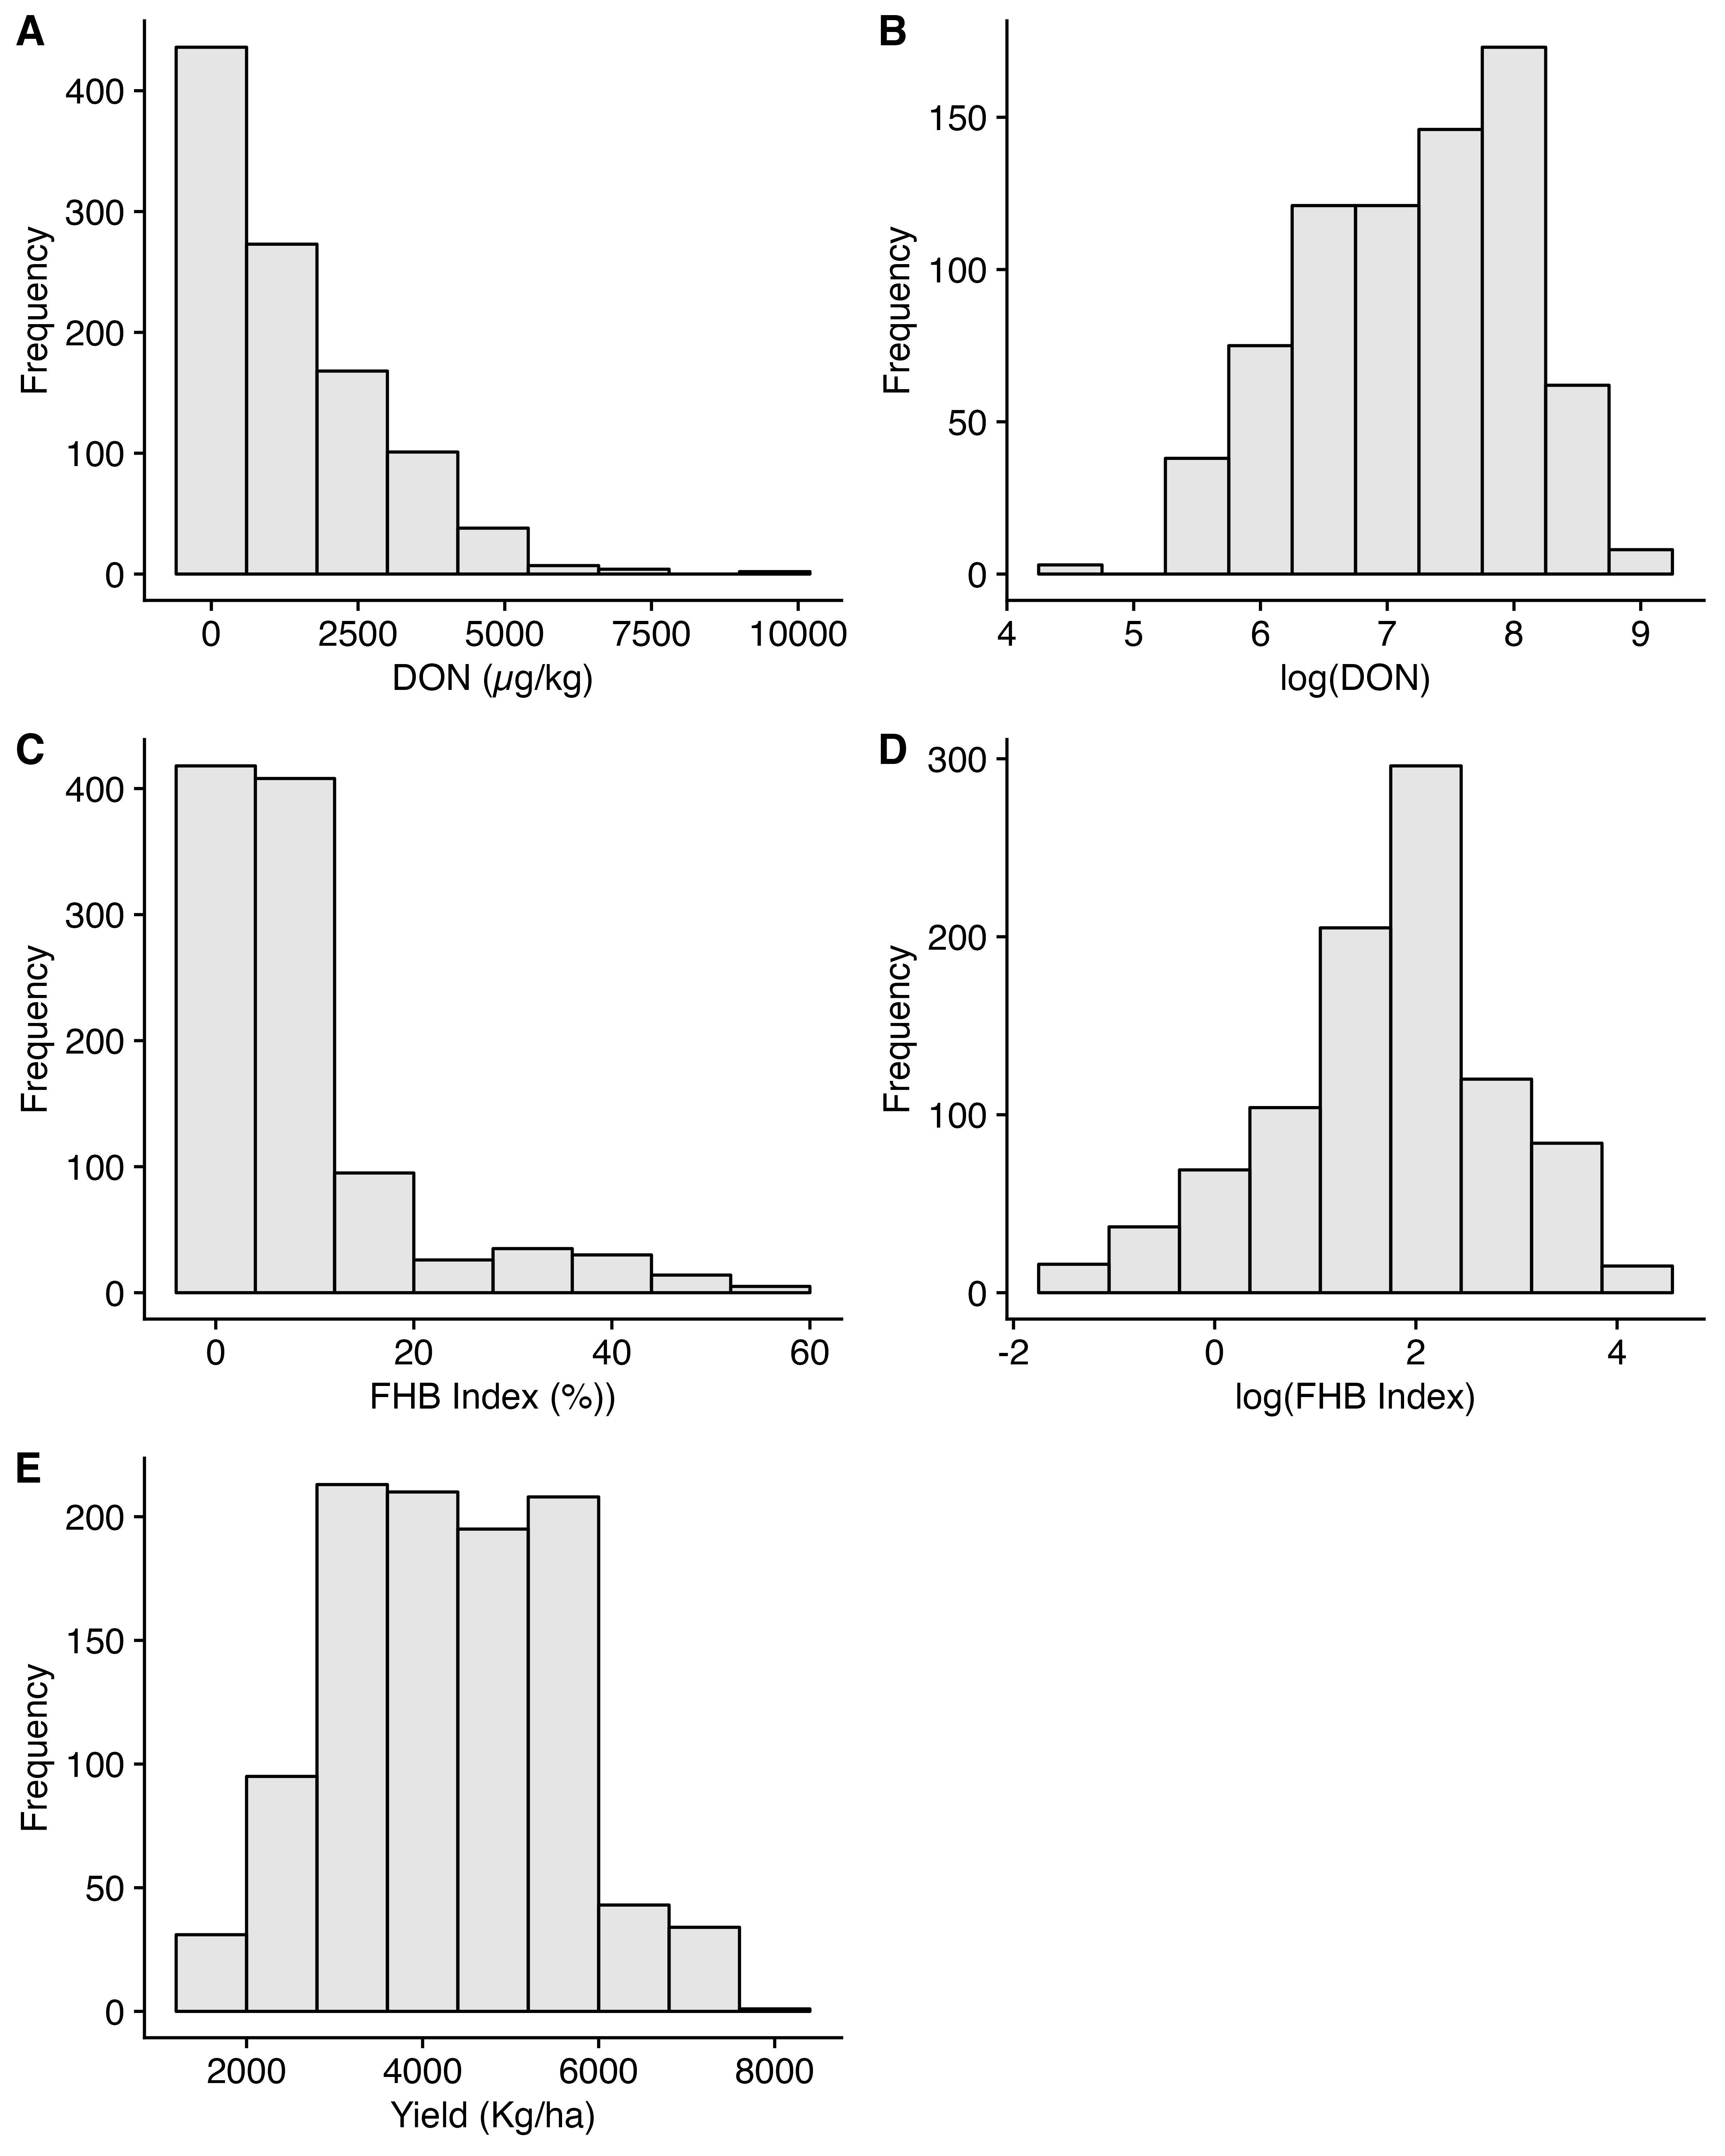 A
Frequency
400
300
200
100
0
0 2500 5000 7500 10000
DON (µg/kg)
B
Frequency
150
100
50
0
4 5 6 7 8 9
log(DON)
C
Frequency
400
300
200
100
0
0 20 40 60
FHB Index (%))
D
Frequency
300
200
100
0
-2 0 2 4
log(FHB Index)
E
Frequency
200
150
100
50
0
2000 4000 6000 8000
Yield (Kg/ha)